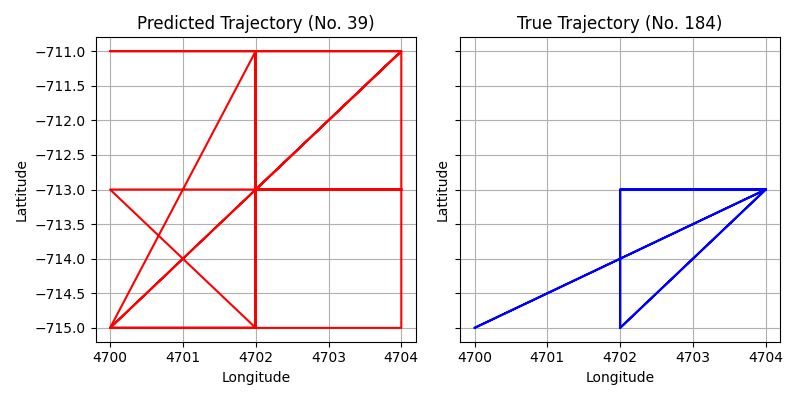 Predicted Trajectory (No. 39)
−711.0
−711.5
−712.0
−712.5
−713.0
−713.5
−714.0
−714.5
−715.0
Lattitude
4700 4701 4702 4703 4704
Longitude
True Trajectory (No. 184)
Lattitude
4700 4701 4702 4703 4704
Longitude